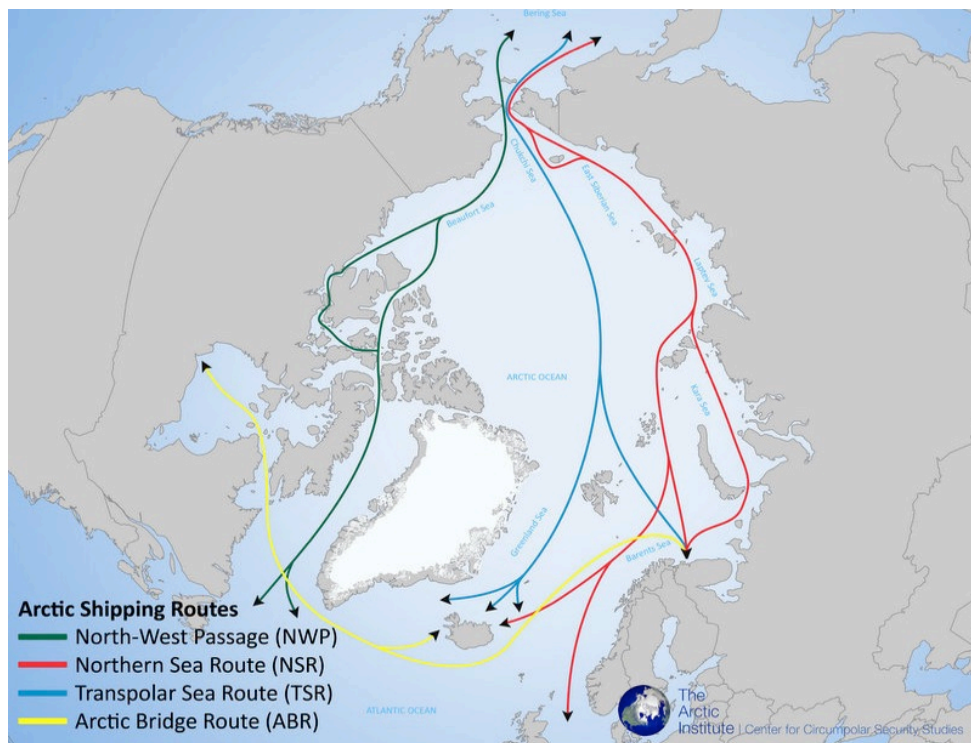 Bering Sea
Chukchi Sea
East Siberian Sea
Beaufort Sea
Laptev Sea
ARCTIC OCEAN
Kara Sea
Greenland Sea
Barents Sea
Arctic Shipping Routes
North-West Passage (NWP)
Northern Sea Route (NSR)
Transpolar Sea Route (TSR)
Arctic Bridge Route (ABR)
ATLANTIC OCEAN
The
Arctic
Institute | Center for Circumpolar Security Studies